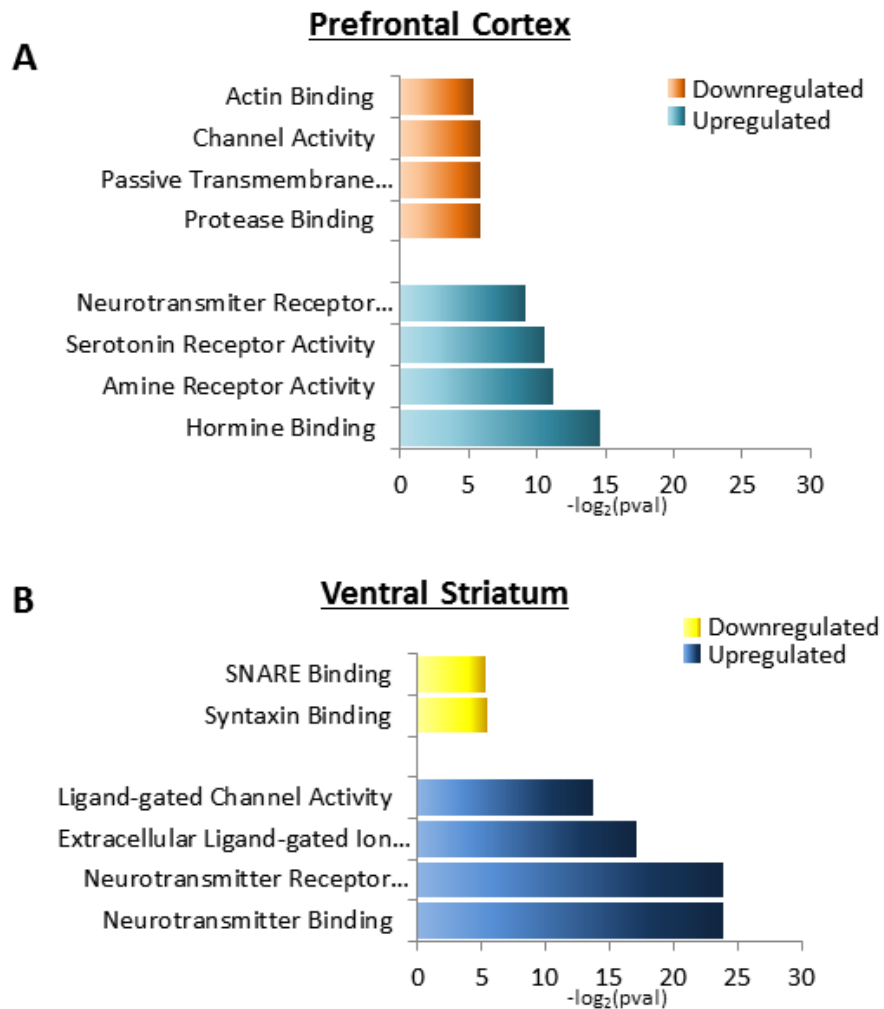 Prefrontal Cortex
A
Downregulated
Upregulated
Actin Binding
Channel Activity
Passive Transmembrane...
Protease Binding
Neurotransmiter Receptor...
Serotonin Receptor Activity
Amine Receptor Activity
Hormine Binding
0 5 10 15 20 25 30
-log₂(pval)
B
Ventral Striatum
Downregulated
Upregulated
SNARE Binding
Syntaxin Binding
Ligand-gated Channel Activity
Extracellular Ligand-gated Ion...
Neurotransmitter Receptor...
Neurotransmitter Binding
0 5 10 15 20 25 30
-log₂(pval)